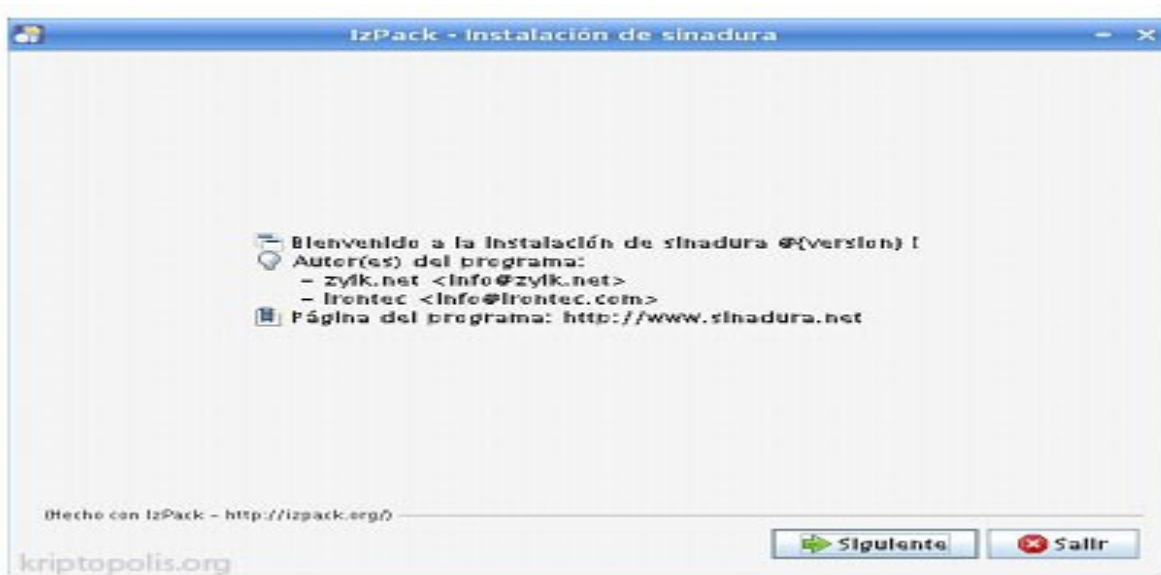 IzPack - Instalación de sinadura
Bienvenido a la instalación de sinadura @{version} !
Autor(es) del programa:
- zylk.net <info@zylk.net>
- Irontec <info@irontec.com>
Página del programa: http://www.sinadura.net
(Hecho con IzPack - http://izpack.org/)
Siguiente
Salir
kriptopolis.org